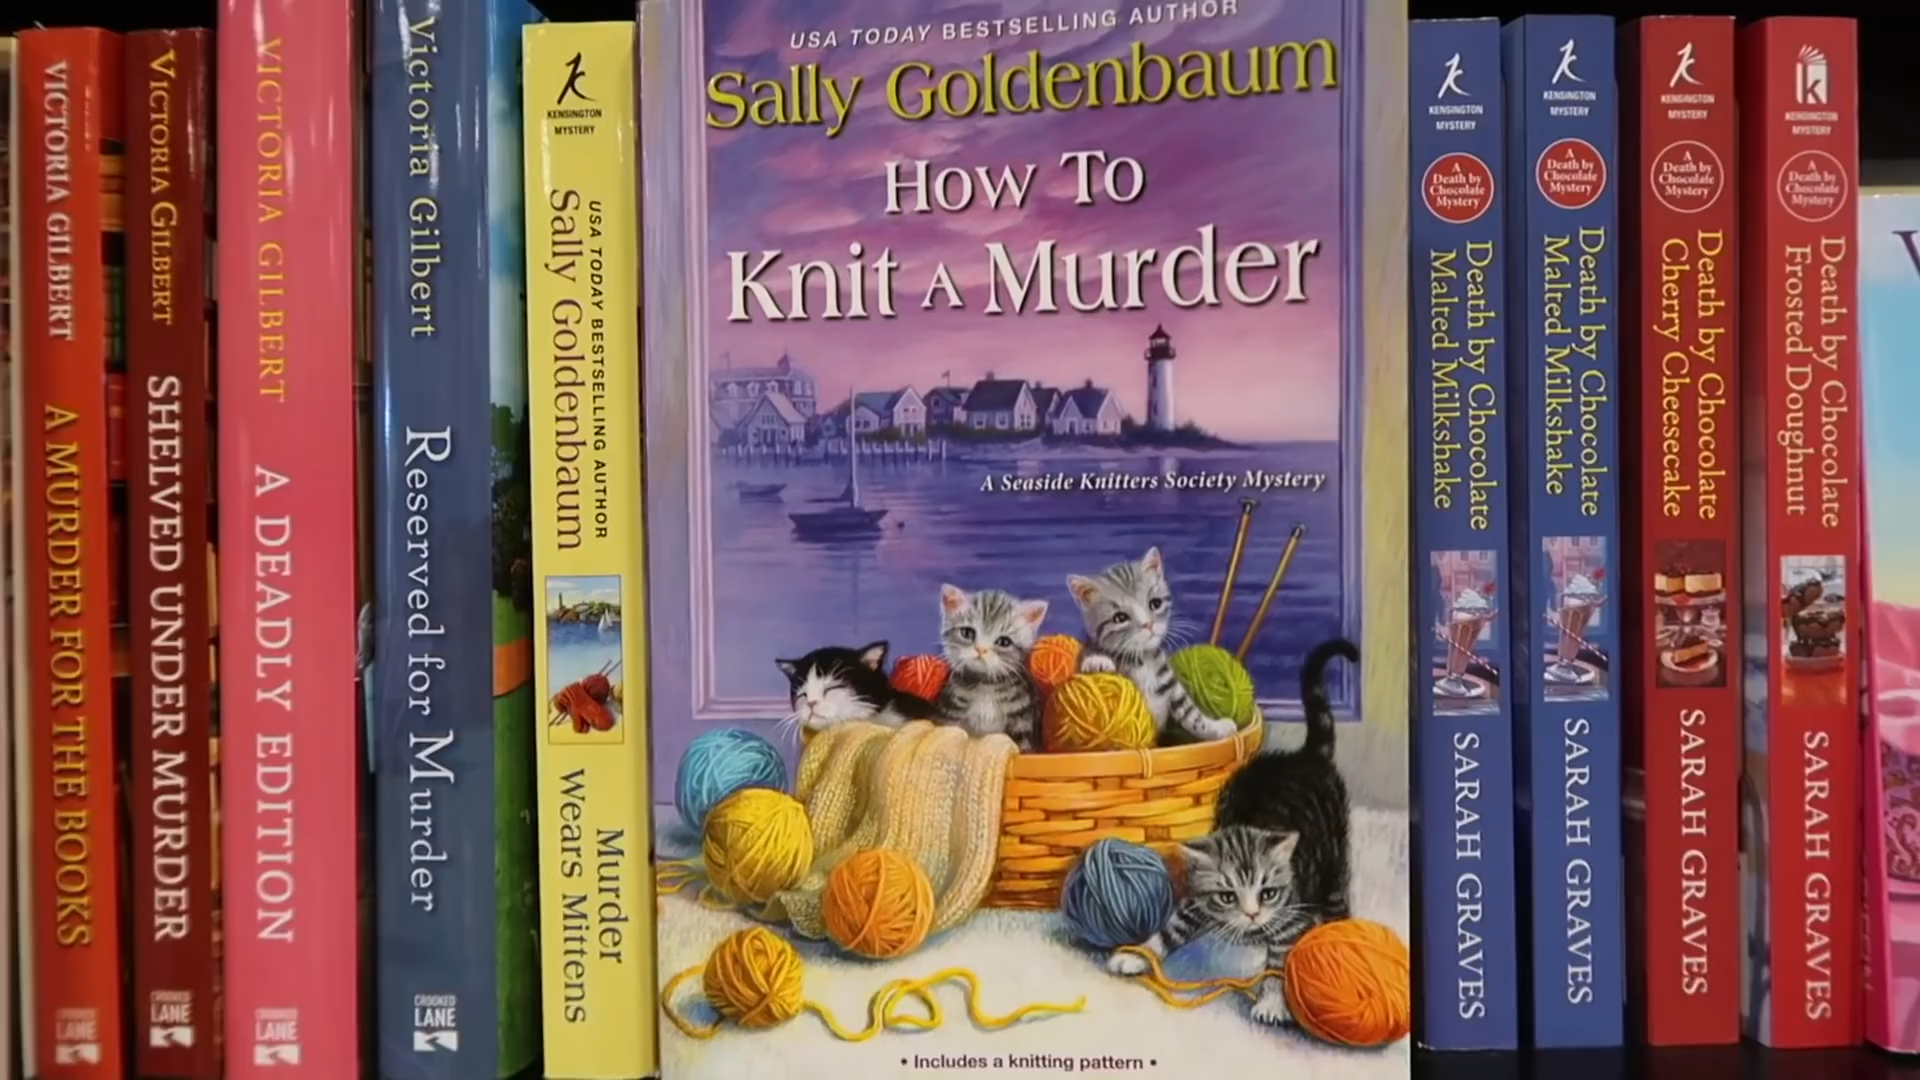 VICTORIA GILBERT
A MURDER FOR THE BOOKS
CROOKED
LANE
VICTORIA GILBERT
SHELVED UNDER MURDER
CROOKED
LANE
VICTORIA GILBERT
A DEADLY EDITION
CROOKED
LANE
Victoria Gilbert
Reserved for Murder
CROOKED
LANE
k
KENSINGTON
MYSTERY
USA TODAY BESTSELLING AUTHOR
Sally Goldenbaum
Murder
Wears Mittens
USA TODAY BESTSELLING AUTHOR
Sally Goldenbaum
How To
Knit A Murder
A Seaside Knitters Society Mystery
• Includes a knitting pattern •
k
KENSINGTON
MYSTERY
A
Death by
Chocolate
Mystery
Death by Chocolate
Malted Milkshake
SARAH GRAVES
k
KENSINGTON
MYSTERY
A
Death by
Chocolate
Mystery
Death by Chocolate
Malted Milkshake
SARAH GRAVES
k
KENSINGTON
MYSTERY
A
Death by
Chocolate
Mystery
Death by Chocolate
Cherry Cheesecake
SARAH GRAVES
k
KENSINGTON
MYSTERY
A
Death by
Chocolate
Mystery
Death by Chocolate
Frosted Doughnut
SARAH GRAVES